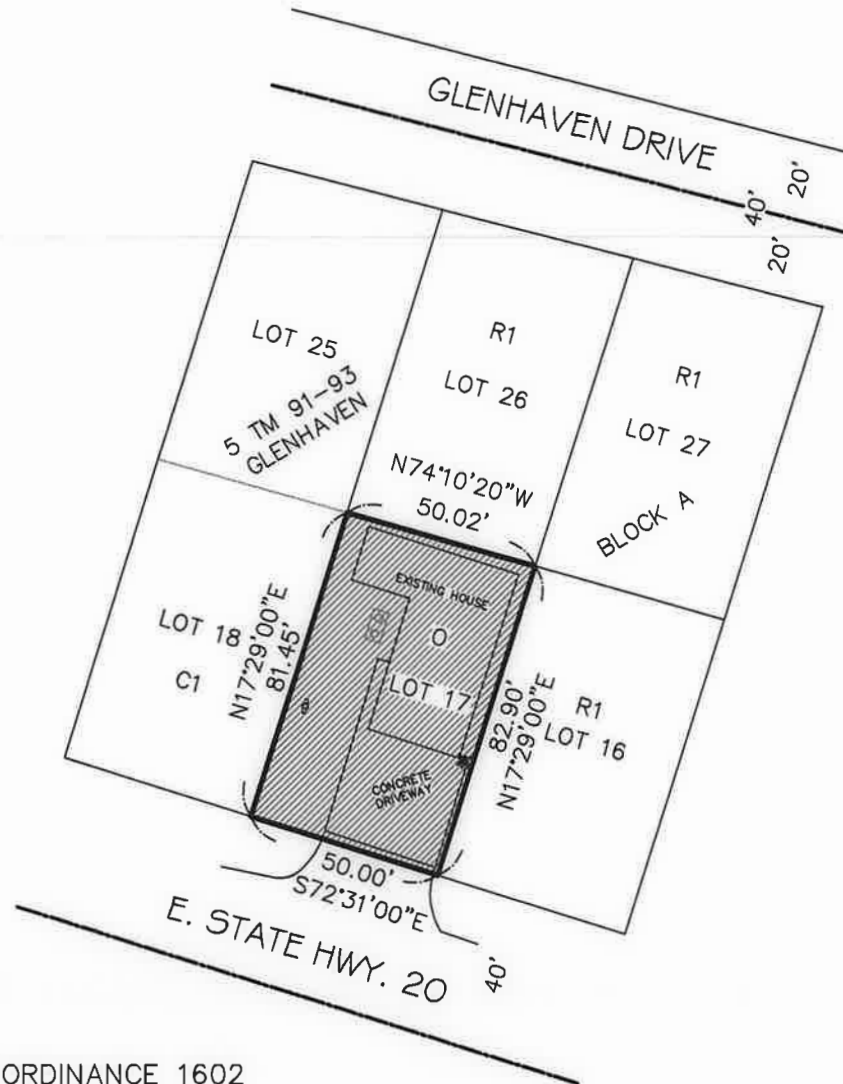 GLENHAVEN DRIVE
20'
40'
20'
LOT 25
R1
LOT 26
R1
LOT 27
5 TM 91-93
GLENHAVEN
N74°10'20"W
50.02'
BLOCK A
EXISTING HOUSE
O
LOT 17
LOT 18
C1
N17°29'00"E
81.45'
82.90'
N17°29'00"E
R1
LOT 16
CONCRETE
DRIVEWAY
50.00'
S72°31'00"E
E. STATE HWY. 20
40'
ORDINANCE 1602